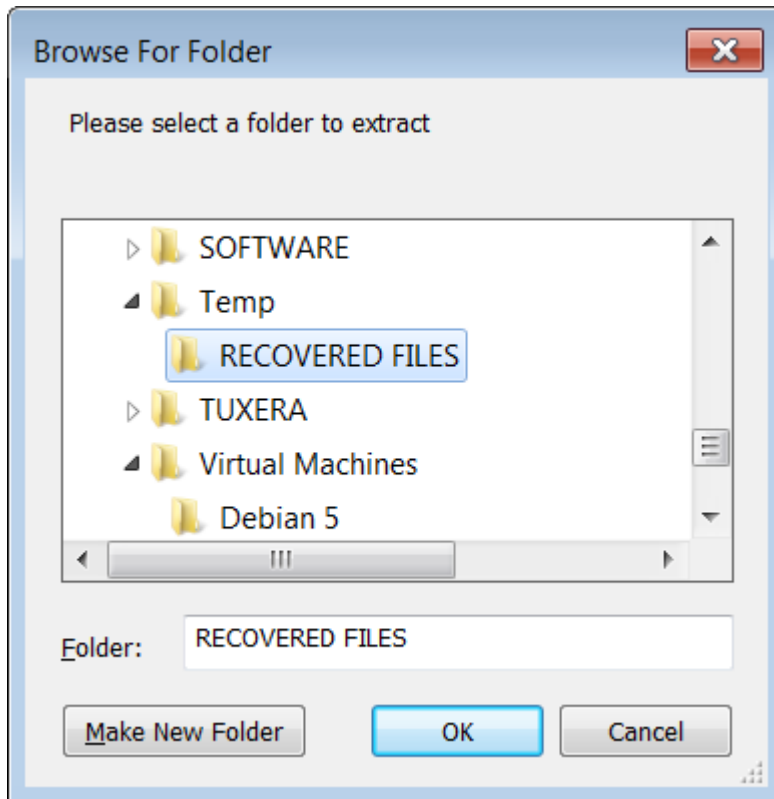 Browse For Folder
Please select a folder to extract
SOFTWARE
Temp
RECOVERED FILES
TUXERA
Virtual Machines
Debian 5
Folder: RECOVERED FILES
Make New Folder OK Cancel